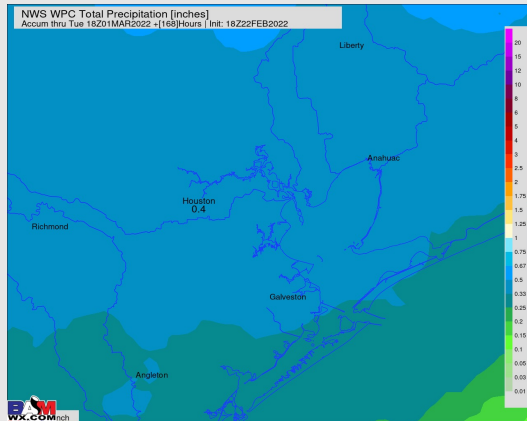 NWS WPC Total Precipitation [inches]
Accum thru Tue 18Z01MAR2022 +[168]Hours | Init: 18Z22FEB2022
Liberty
Anahuac
Houston
0.4
Richmond
Galveston
Angleton
20
15
12
10
8
6
5
4
3
2.5
2
1.75
1.5
1.25
1
0.75
0.67
0.5
0.33
0.25
0.2
0.15
0.1
0.05
0.03
0.01
BAM
WX.COM
nch